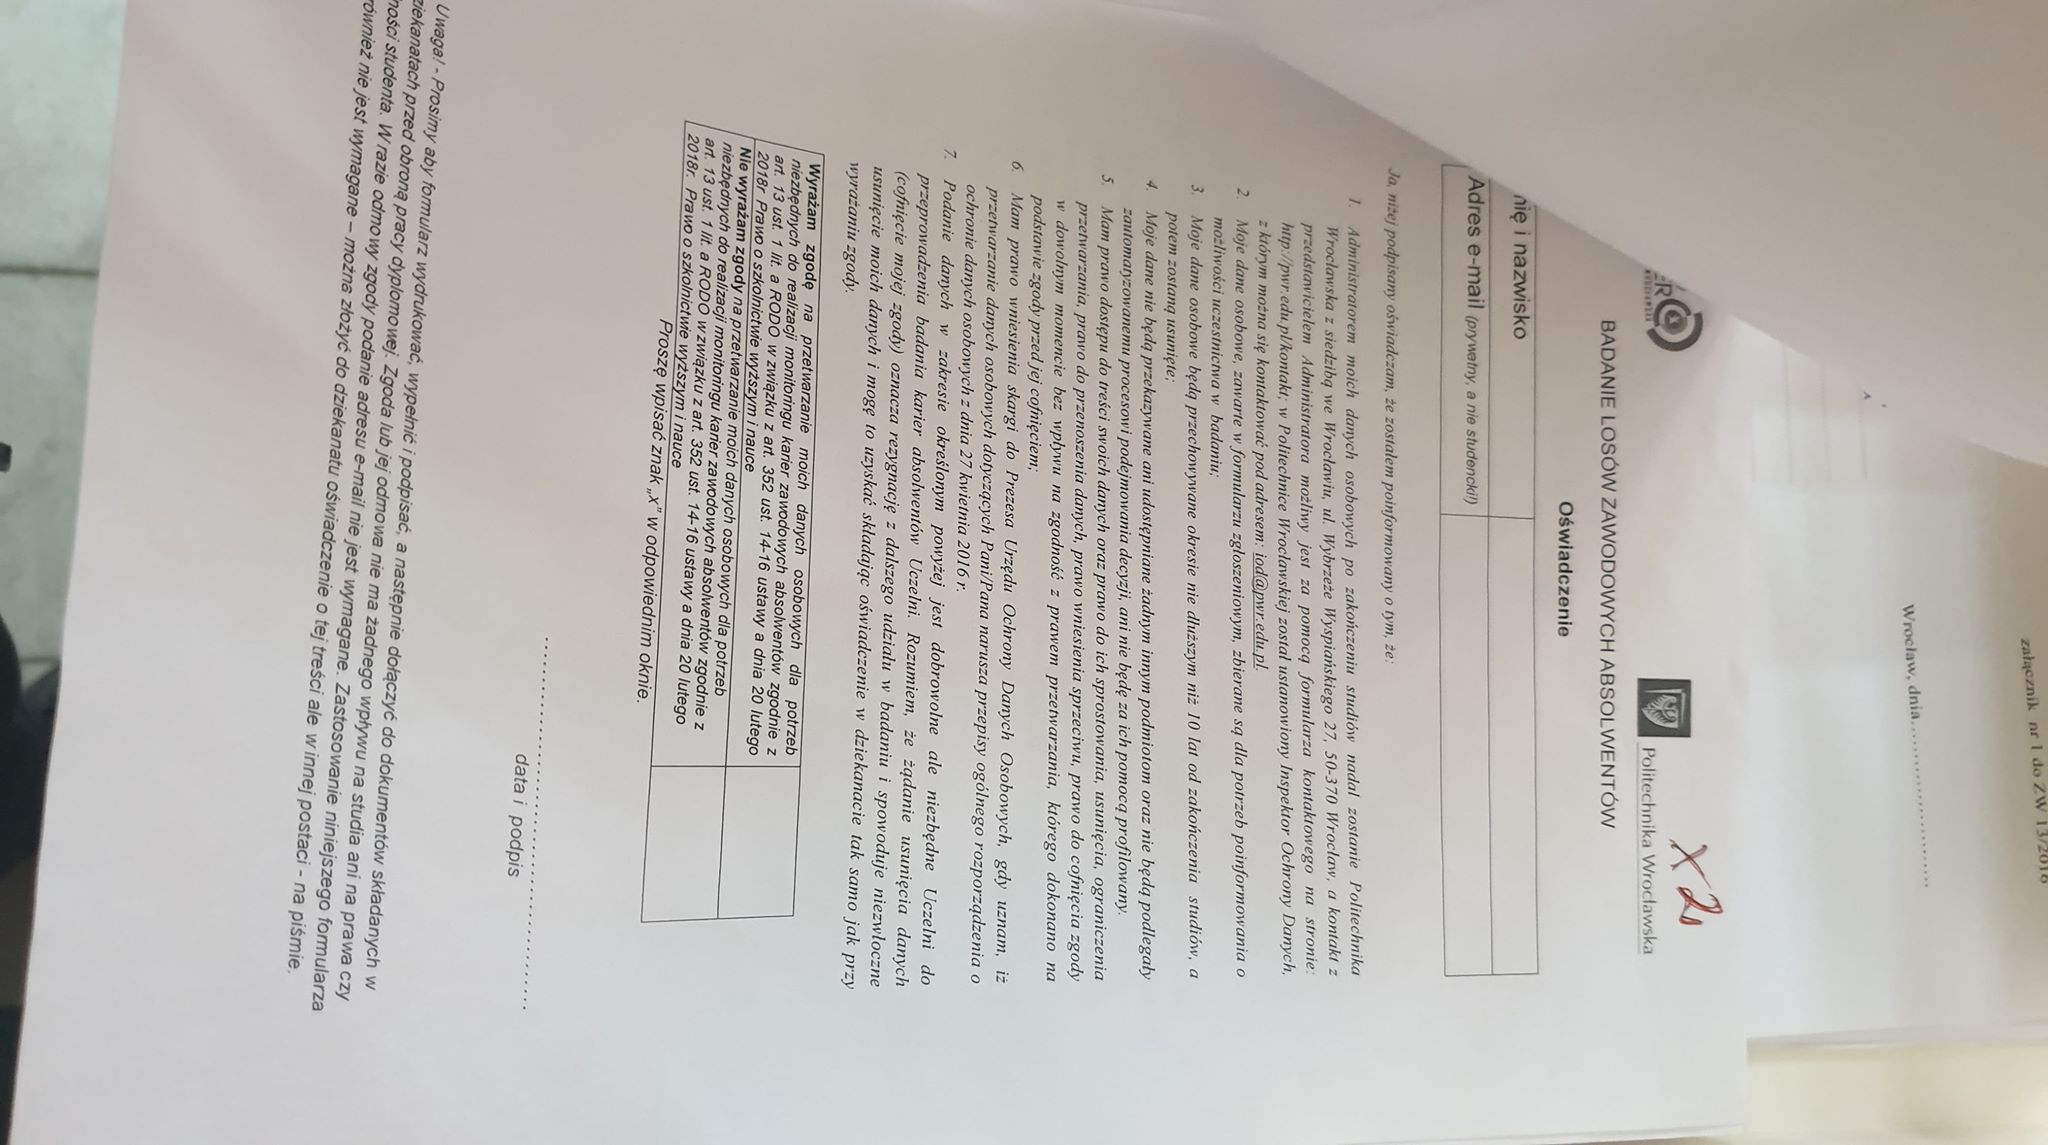 załącznik nr 1 do ZW 13/2016
Wrocław, dnia..............................
x2
Politechnika Wrocławska
BADANIE LOSÓW ZAWODOWYCH ABSOLWENTÓW
Oświadczenie
i nazwisko
Adres e-mail (prywatny, a nie studencki!)
Ja, niżej podpisany oświadczam, że zostałem poinformowany o tym, że:
1. Administratorem moich danych osobowych po zakończeniu studiów nadal zostanie Politechnika
Wrocławska z siedzibą we Wrocławiu, ul. Wybrzeże Wyspiańskiego 27, 50-370 Wrocław, a kontakt z
przedstawicielem Administratora możliwy jest za pomocą formularza kontaktowego na stronie:
http://pwr.edu.pl/kontakt; w Politechnice Wrocławskiej został ustanowiony Inspektor Ochrony Danych,
z którym można się kontaktować pod adresem: iod@pwr.edu.pl.
2. Moje dane osobowe, zawarte w formularzu zgłoszeniowym, zbierane są dla potrzeb poinformowania o
możliwości uczestnictwa w badaniu;
3. Moje dane osobowe będą przechowywane okresie nie dłuższym niż 10 lat od zakończenia studiów, a
potem zostaną usunięte;
4. Moje dane nie będą przekazywane ani udostępniane żadnym innym podmiotom oraz nie będą podlegały
zautomatyzowanemu procesowi podejmowania decyzji, ani nie będę za ich pomocą profilowany.
5. Mam prawo dostępu do treści swoich danych oraz prawo do ich sprostowania, usunięcia, ograniczenia
przetwarzania, prawo do przenoszenia danych, prawo wniesienia sprzeciwu, prawo do cofnięcia zgody
w dowolnym momencie bez wpływu na zgodność z prawem przetwarzania, którego dokonano na
podstawie zgody przed jej cofnięciem;
6. Mam prawo wniesienia skargi do Prezesa Urzędu Ochrony Danych Osobowych, gdy uznam, iż
przetwarzanie danych osobowych dotyczących Pani/Pana narusza przepisy ogólnego rozporządzenia o
ochronie danych osobowych z dnia 27 kwietnia 2016 r.
7. Podanie danych w zakresie określonym powyżej jest dobrowolne ale niezbędne Uczelni do
przeprowadzenia badania karier absolwentów Uczelni. Rozumiem, że żądanie usunięcia danych
(cofnięcie mojej zgody) oznacza rezygnację z dalszego udziału w badaniu i spowoduje niezwłoczne
usunięcie moich danych i mogę to uzyskać składając oświadczenie w dziekanacie tak samo jak przy
wyrażaniu zgody.
Wyrażam zgodę na przetwarzanie moich danych osobowych dla potrzeb
niezbędnych do realizacji monitoringu karier zawodowych absolwentów zgodnie z
art. 13 ust. 1 lit. a RODO w związku z art. 352 ust. 14-16 ustawy a dnia 20 lutego
2018r Prawo o szkolnictwie wyższym i nauce
Nie wyrażam zgody na przetwarzanie moich danych osobowych dla potrzeb
niezbędnych do realizacji monitoringu karier zawodowych absolwentów zgodnie z
art. 13 ust. 1 lit. a RODO w związku z art. 352 ust. 14-16 ustawy a dnia 20 lutego
2018r. Prawo o szkolnictwie wyższym i nauce
Proszę wpisać znak „x” w odpowiednim oknie.
..........................................................
data i podpis
Uwaga! - Prosimy aby formularz wydrukować, wypełnić i podpisać, a następnie dołączyć do dokumentów składanych w
przed obroną pracy dyplomowej. Zgoda lub jej odmowa nie ma żadnego wpływu na studia ani na prawa czy
studenta. W razie odmowy zgody podanie adresu e-mail nie jest wymagane. Zastosowanie niniejszego formularza
również nie jest wymagane – można złożyć do dziekanatu oświadczenie o tej treści ale w innej postaci - na piśmie.